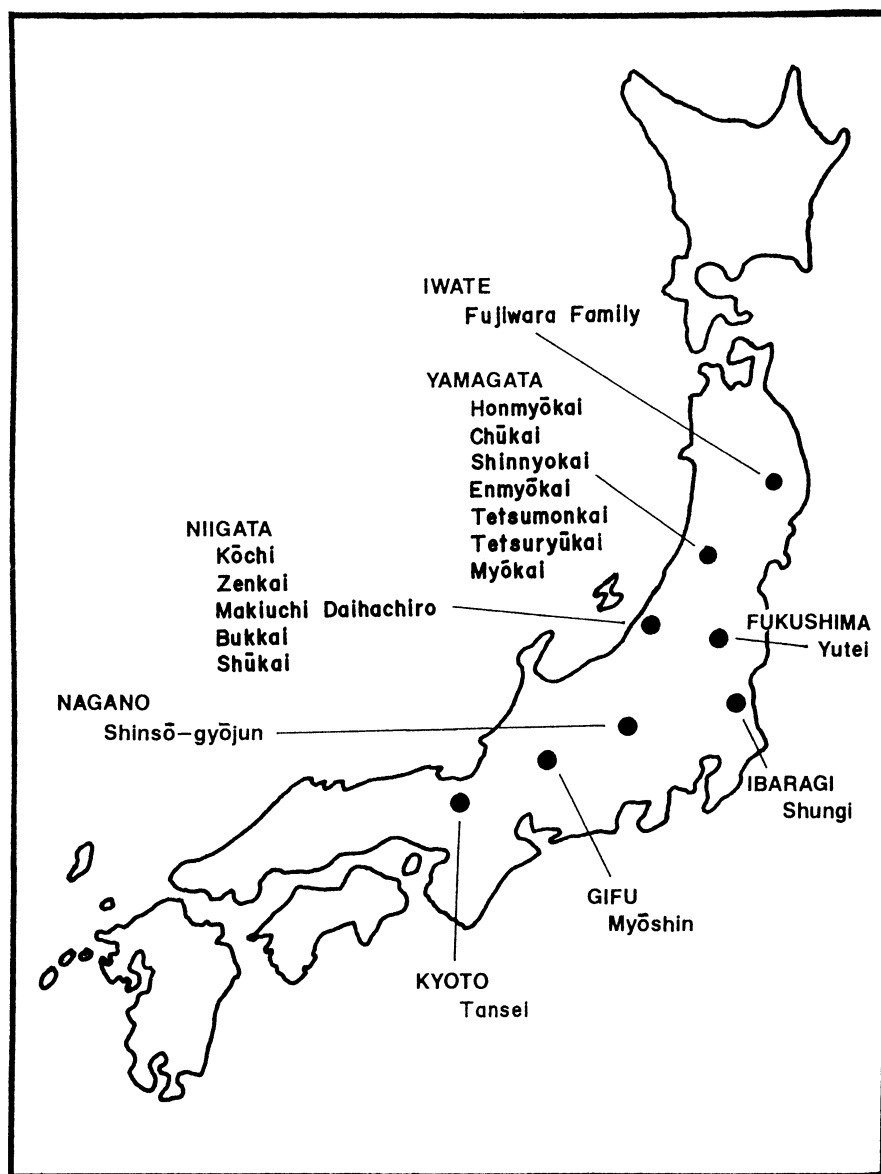 IWATE
Fujiwara Family
YAMAGATA
Honmyōkai
Chūkai
Shinnyokai
Enmyōkai
Tetsumonkai
Tetsuryūkai
Myōkai
NIIGATA
Kōchi
Zenkai
Makiuchi Daihachiro
Bukkai
Shūkai
FUKUSHIMA
Yutei
NAGANO
Shinsō-gyōjun
IBARAGI
Shungi
GIFU
Myōshin
KYOTO
Tansei